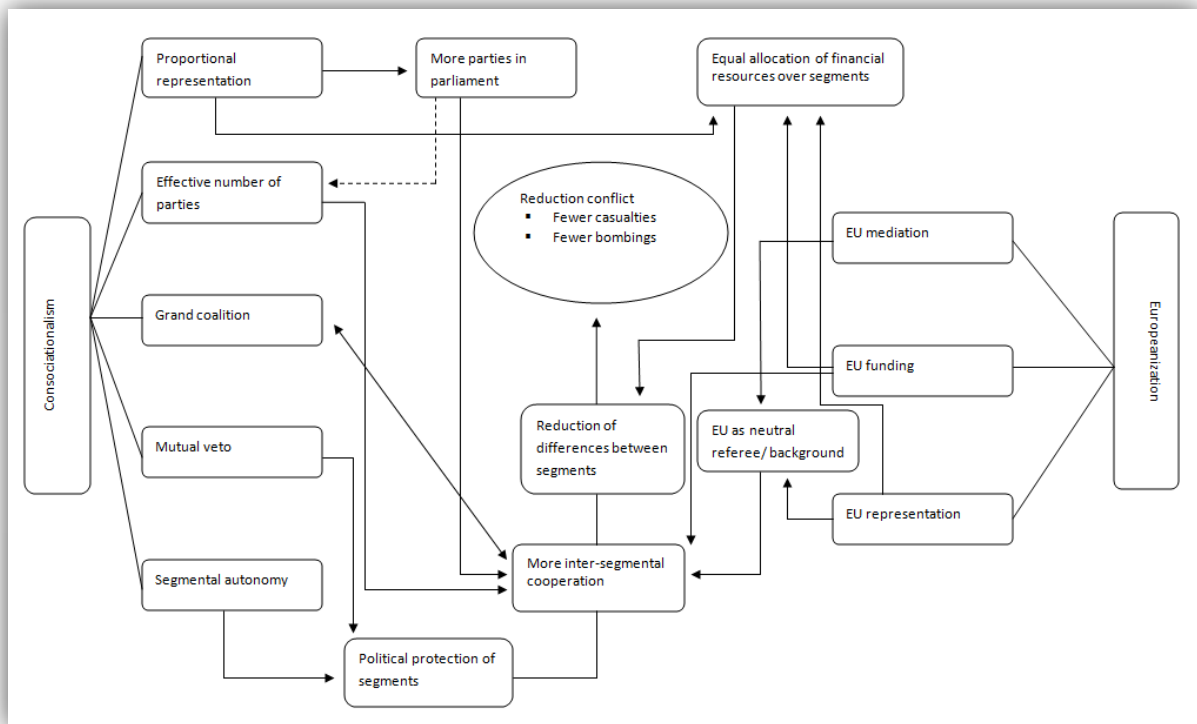 Proportional
representation
More parties in
parliament
Equal allocation of financial
resources over segments
Effective number of
parties
Reduction conflict
▪ Fewer casualties
▪ Fewer bombings
EU mediation
Consociationalism
Grand coalition
EU funding
Europeanization
Mutual veto
Reduction of
differences between
segments
EU as neutral
referee/ background
EU representation
Segmental autonomy
More inter-segmental
cooperation
Political protection of
segments